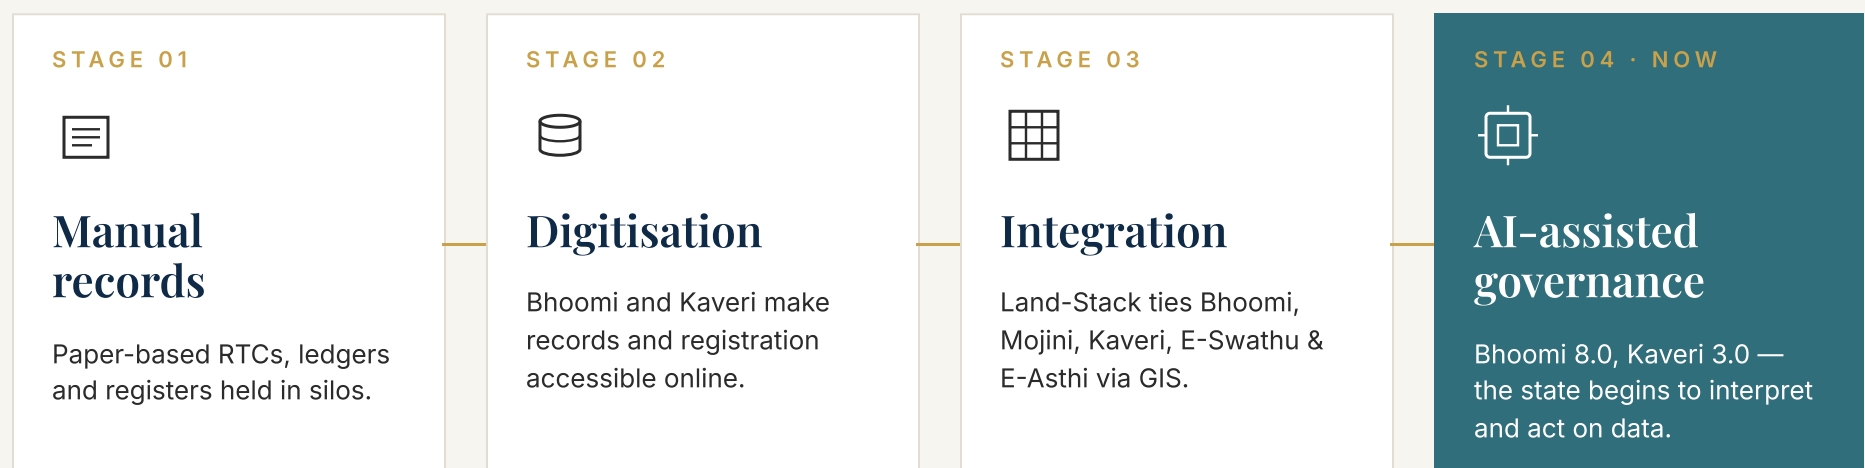 STAGE 01
Manual
records
Paper-based RTCs, ledgers
and registers held in silos.
STAGE 02
Digitisation
Bhoomi and Kaveri make
records and registration
accessible online.
STAGE 03
Integration
Land-Stack ties Bhoomi,
Mojini, Kaveri, E-Swathu &
E-Asthi via GIS.
STAGE 04 · NOW
AI-assisted
governance
Bhoomi 8.0, Kaveri 3.0 —
the state begins to interpret
and act on data.